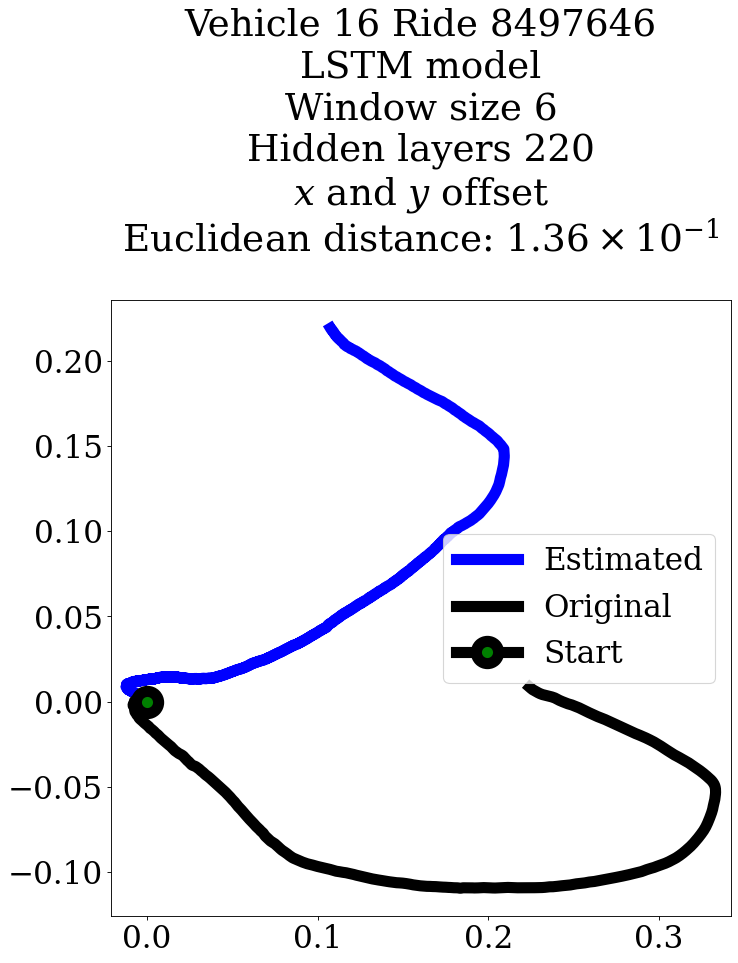 Vehicle 16 Ride 8497646
LSTM model
Window size 6
Hidden layers 220
x and y offset
Euclidean distance: 1.36 × 10⁻¹
0.20
0.15
0.10
0.05
0.00
−0.05
−0.10
Estimated
Original
Start
0.0 0.1 0.2 0.3